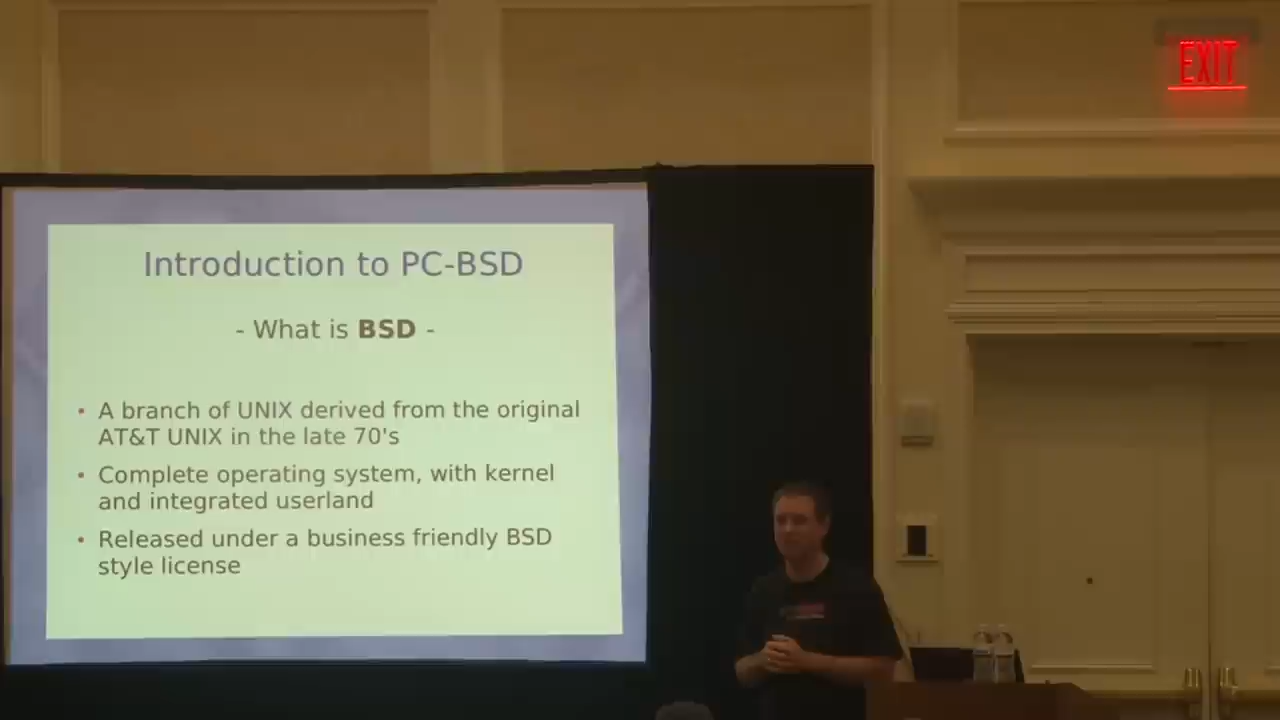 EXIT
Introduction to PC-BSD
- What is BSD -
• A branch of UNIX derived from the original
AT&T UNIX in the late 70's
• Complete operating system, with kernel
and integrated userland
• Released under a business friendly BSD
style license